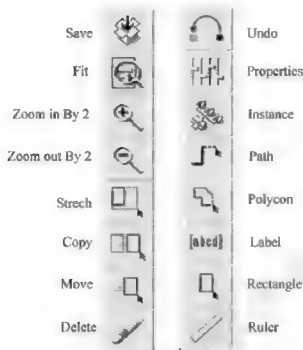 Save Undo
Fit Properties
Zoom in By 2 Instance
Zoom out By 2 Path
Strech Polycon
Copy [abcd] Label
Move Rectangle
Delete Ruler